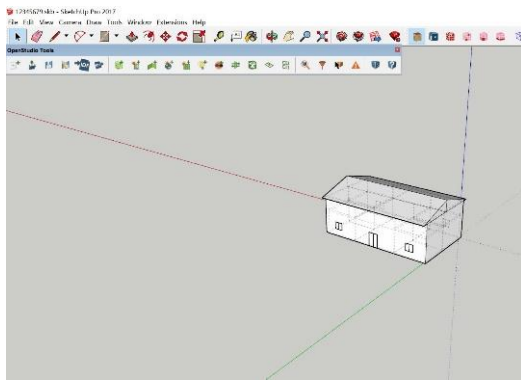 12345679.skb - SketchUp Pro 2017
File Edit View Camera Draw Tools Window Extensions Help
OpenStudio Tools